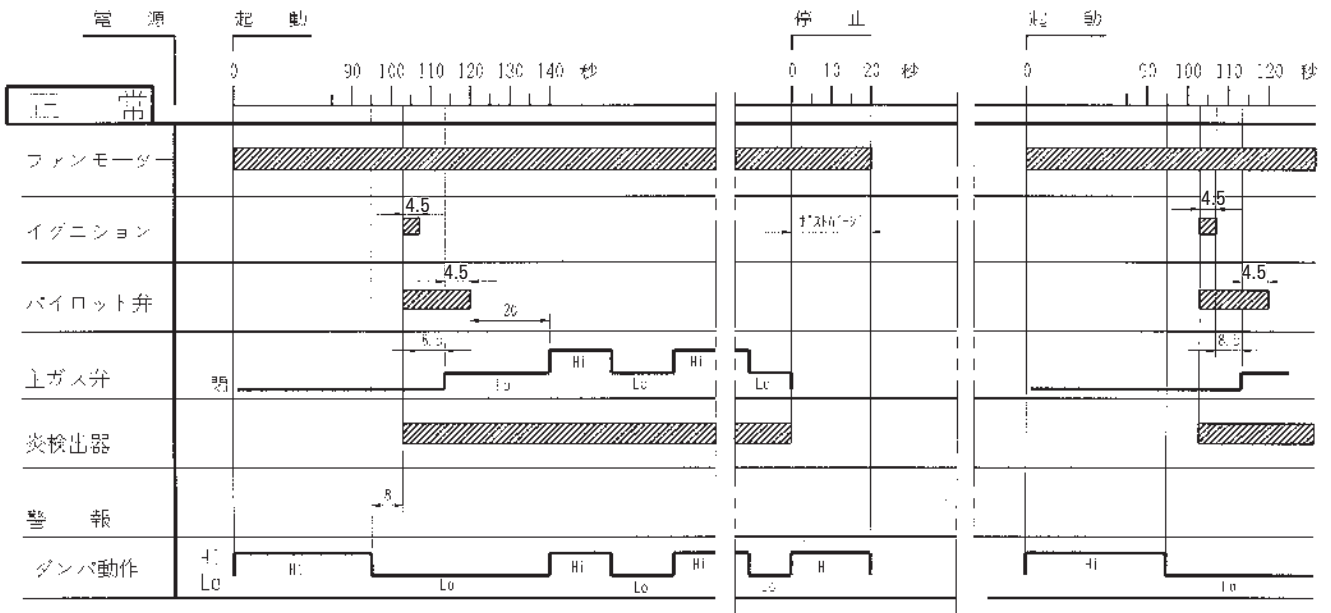 電源 起動 停止 起動
0 90 100 110 120 130 140 秒 0 10 20 秒 0 90 100 110 120 秒
正常
ファンモーター
4.5 4.5
イグニション ポストパージ
4.5 4.5
パイロット弁
20
8.5
主ガス弁 閉 Lo Hi Lo Hi Lo
炎検出器
8
警報
ダンパ動作 Hi Hi Lo Hi Lo Hi Lo H Hi Lo
Lo